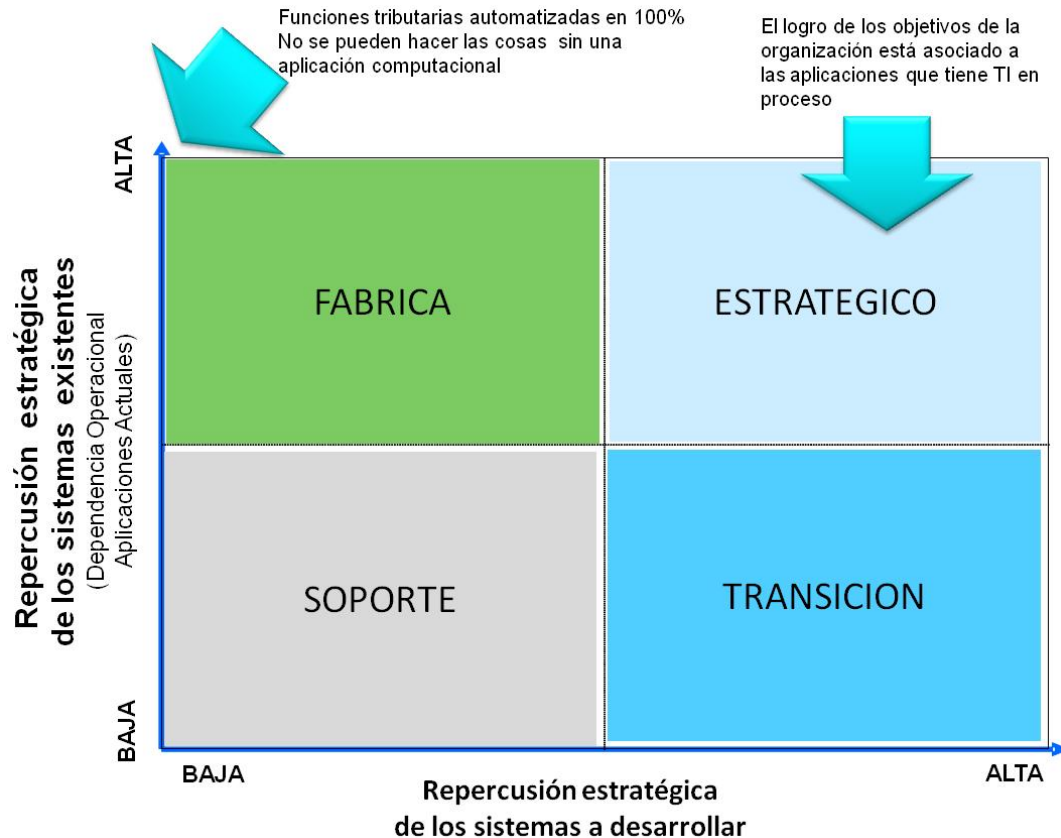 Funciones tributarias automatizadas en 100%
No se pueden hacer las cosas sin una
aplicación computacional
El logro de los objetivos de la
organización está asociado a
las aplicaciones que tiene TI en
proceso
ALTA
FABRICA
ESTRATEGICO
Repercusión estratégica
de los sistemas existentes
(Dependencia Operacional
Aplicaciones Actuales)
SOPORTE
TRANSICION
BAJA
BAJA
ALTA
Repercusión estratégica
de los sistemas a desarrollar